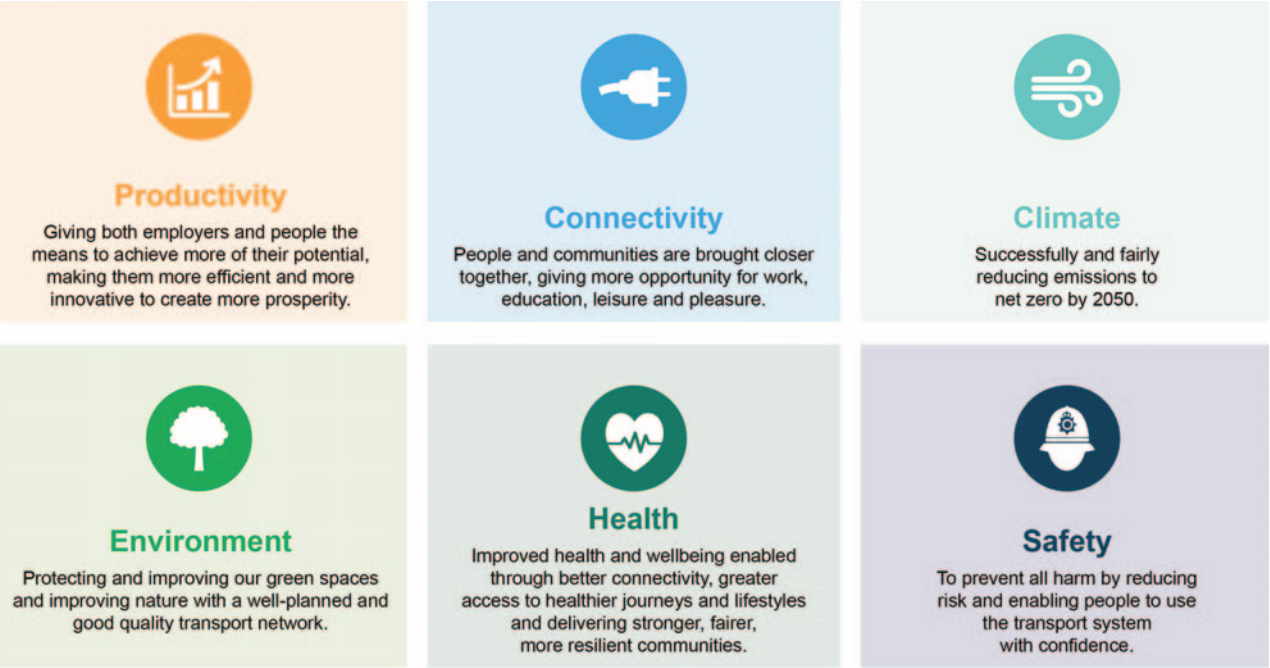 Productivity
Giving both employers and people the
means to achieve more of their potential,
making them more efficient and more
innovative to create more prosperity.
Connectivity
People and communities are brought closer
together, giving more opportunity for work,
education, leisure and pleasure.
Climate
Successfully and fairly
reducing emissions to
net zero by 2050.
Environment
Protecting and improving our green spaces
and improving nature with a well-planned and
good quality transport network.
Health
Improved health and wellbeing enabled
through better connectivity, greater
access to healthier journeys and lifestyles
and delivering stronger, fairer,
more resilient communities.
Safety
To prevent all harm by reducing
risk and enabling people to use
the transport system
with confidence.